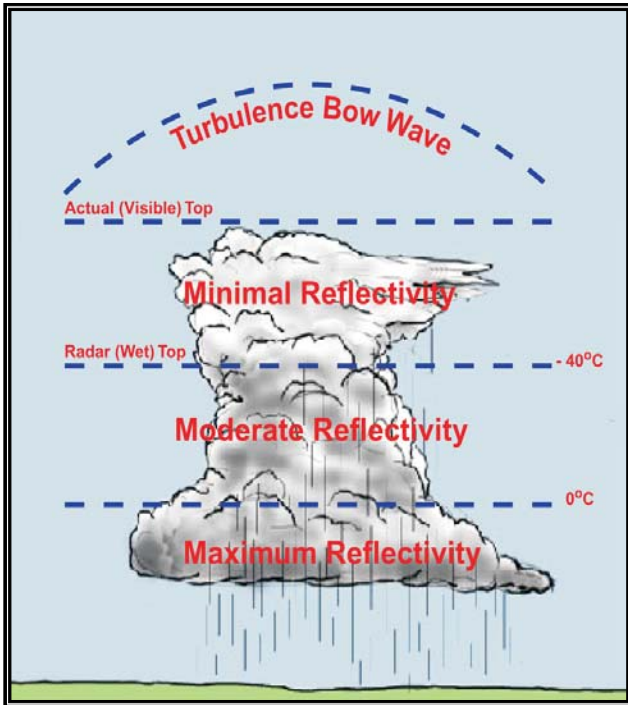 Turbulence Bow Wave
Actual (Visible) Top
Minimal Reflectivity
Radar (Wet) Top
- 40°C
Moderate Reflectivity
0°C
Maximum Reflectivity